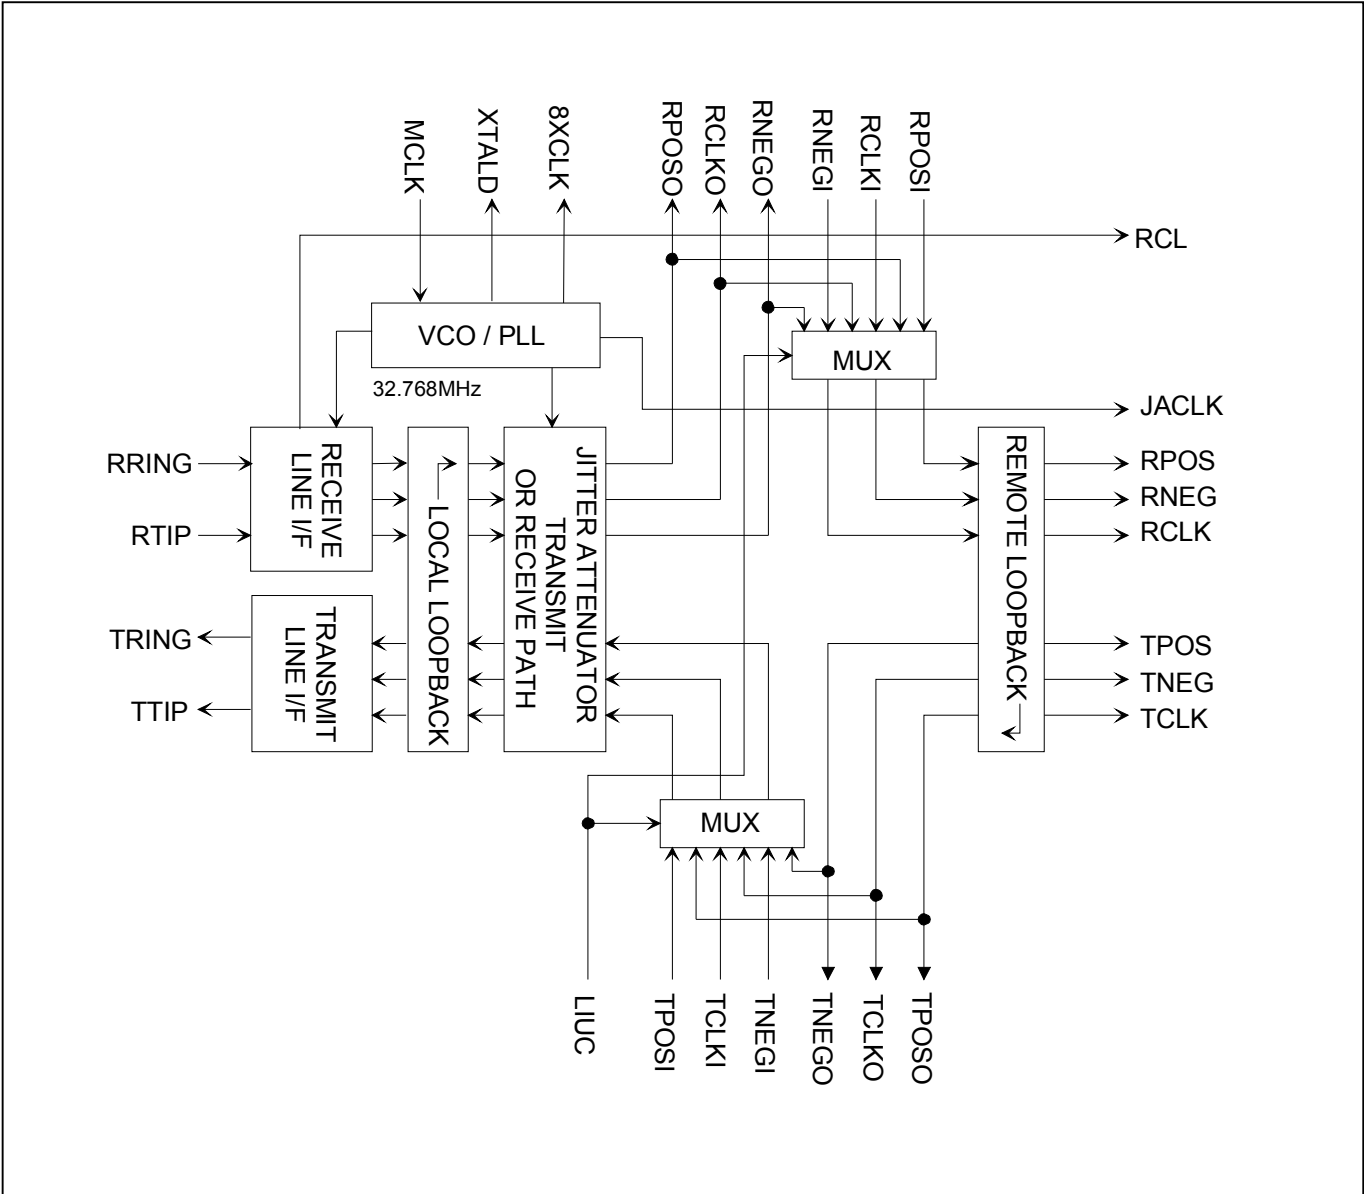 MCLK
XTALD
8XCLK
RPOSO
RCLKO
RNEGO
RNEGI
RCLKI
RPOSI
RCL
VCO / PLL
MUX
32.768MHz
JACLK
RRING
RTIP
RECEIVE
LINE I/F
LOCAL LOOPBACK
JITTER ATTENUATOR
TRANSMIT
OR RECEIVE PATH
REMOTE LOOPBACK
RPOS
RNEG
RCLK
TRING
TTIP
TRANSMIT
LINE I/F
TPOS
TNEG
TCLK
MUX
LIUC
TPOSI
TCLKI
TNEGI
TNEGO
TCLKO
TPOSO